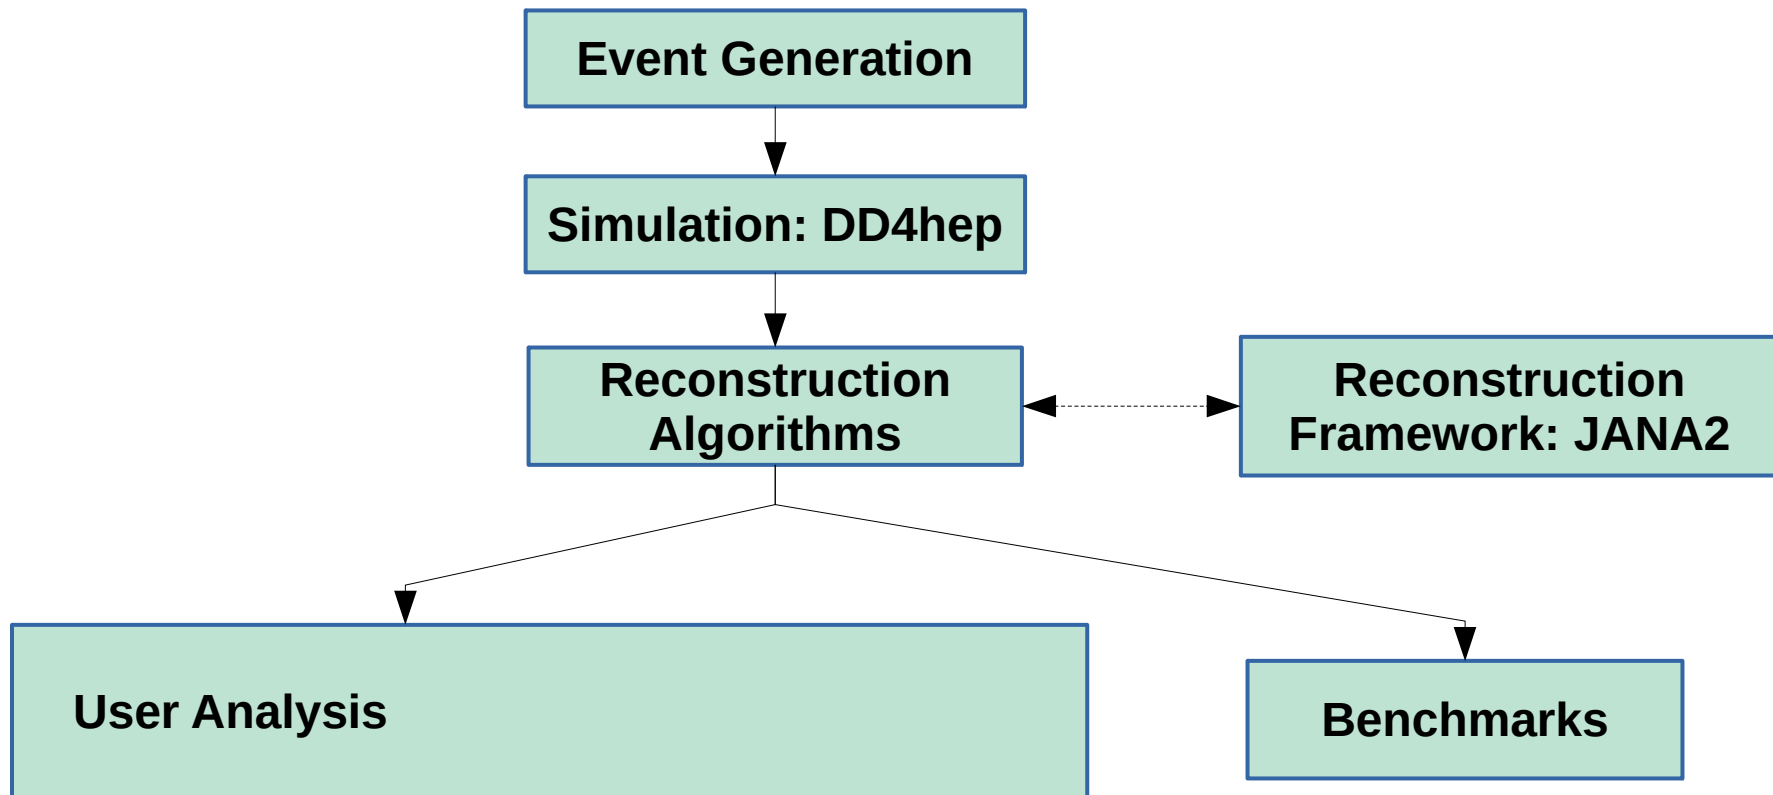 Event Generation
Simulation: DD4hep
Reconstruction
Algorithms
Reconstruction
Framework: JANA2
User Analysis
Benchmarks